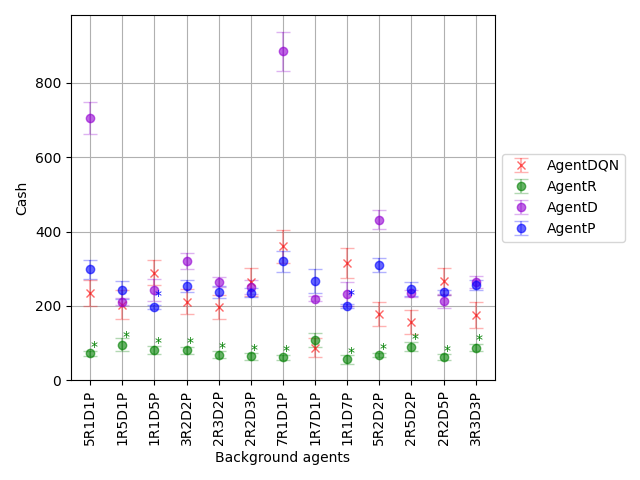 800
600
400
200
0
Cash
5R1D1P
1R5D1P
1R1D5P
3R2D2P
2R3D2P
2R2D3P
7R1D1P
1R7D1P
1R1D7P
5R2D2P
2R5D2P
2R2D5P
3R3D3P
Background agents
AgentDQN
AgentR
AgentD
AgentP